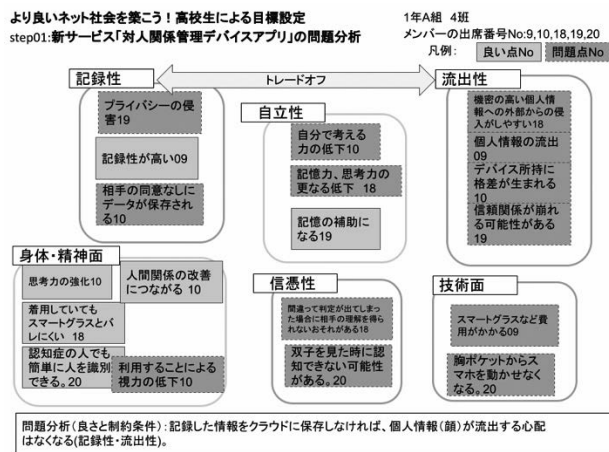 より良いネット社会を築こう！高校生による目標設定
step01:新サービス「対人関係管理デバイスアプリ」の問題分析
1年A組 4班
メンバーの出席番号No:9,10,18,19,20
凡例： 良い点No 問題点No
トレードオフ
記録性
プライバシーの侵
害19
記録性が高い09
相手の同意なしに
データが保存され
る10
自立性
自分で考える
力の低下10
記憶力、思考力の
更なる低下 18
記憶の補助にな
る19
流出性
機密の高い個人情
報への外部からの侵
入がしやすい18
個人情報の流出
09
デバイス所持に
格差が生まれる
10
信頼関係が崩れ
る可能性がある
19
身体・精神面
思考力の強化10
人間関係の改善
につながる 10
着用していても
スマートグラスとバ
レにくい 18
認知症の人でも
簡単に人を識別
できる。20
利用することによる
視力の低下10
信憑性
間違って判定が出てしまっ
た場合に相手の理解を得ら
れないおそれがある18
双子を見た時に認
知できない可能性
がある。20
技術面
スマートグラスなど費
用がかかる09
胸ポケットからス
マホを動かせなく
なる。20
問題分析（良さと制約条件）：記録した情報をクラウドに保存しなければ、個人情報（顔）が流出する心配
はなくなる(記録性・流出性)。